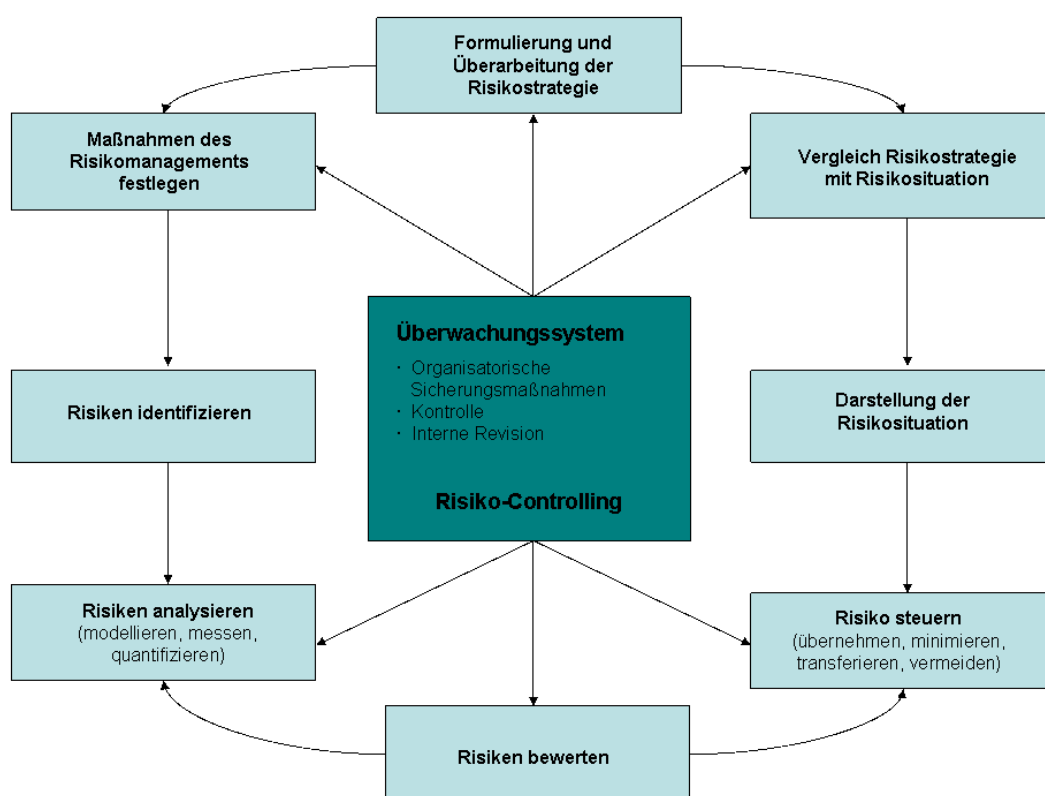 Formulierung und
Überarbeitung der
Risikostrategie
Maßnahmen des
Risikomanagements
festlegen
Vergleich Risikostrategie
mit Risikosituation
Überwachungssystem
· Organisatorische
Sicherungsmaßnahmen
· Kontrolle
· Interne Revision
Risiko-Controlling
Risiken identifizieren
Darstellung der
Risikosituation
Risiken analysieren
(modellieren, messen,
quantifizieren)
Risiko steuern
(übernehmen, minimieren,
transferieren, vermeiden)
Risiken bewerten